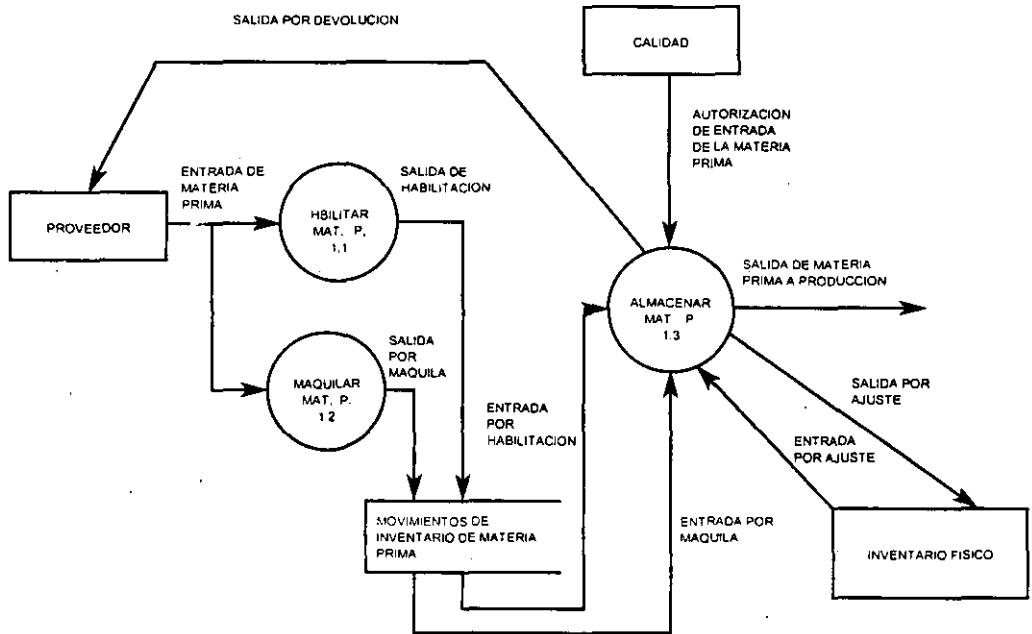 SALIDA POR DEVOLUCION
CALIDAD
AUTORIZACIÓN
DE ENTRADA
DE LA MATERIA
PRIMA
ENTRADA DE
MATERIA
PRIMA
SALIDA DE
HABILITACION
PROVEEDOR
HBILITAR
MAT. P.
1.1
SALIDA DE MATERIA
PRIMA A PRODUCCION
ALMACENAR
MAT. P
1.3
SALIDA
POR
MAQUILA
MAQUILAR
MAT. P.
1.2
ENTRADA
POR
HABILITACION
SALIDA POR
AJUSTE
ENTRADA
POR AJUSTE
MOVIMIENTOS DE
INVENTARIO DE MATERIA
PRIMA
ENTRADA POR
MAQUILA
INVENTARIO FISICO